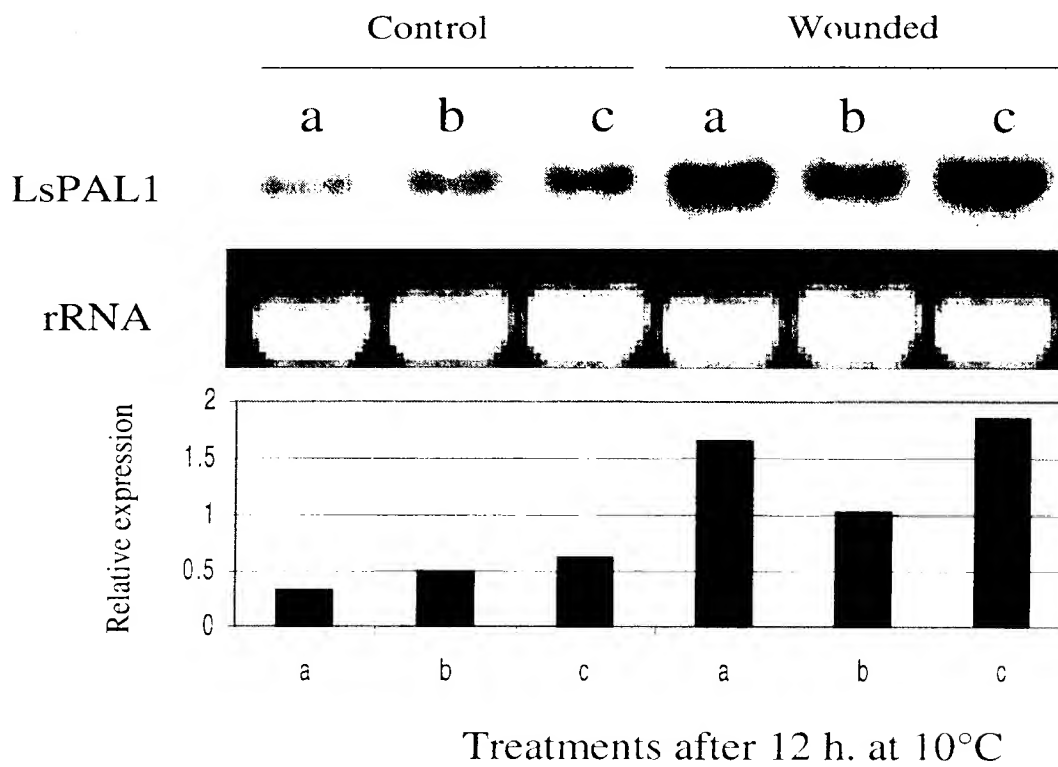 Control Wounded
a b c a b c
LsPAL1
rRNA
Relative expression
2
1.5
1
0.5
0
a b c a b c
Treatments after 12 h. at 10°C